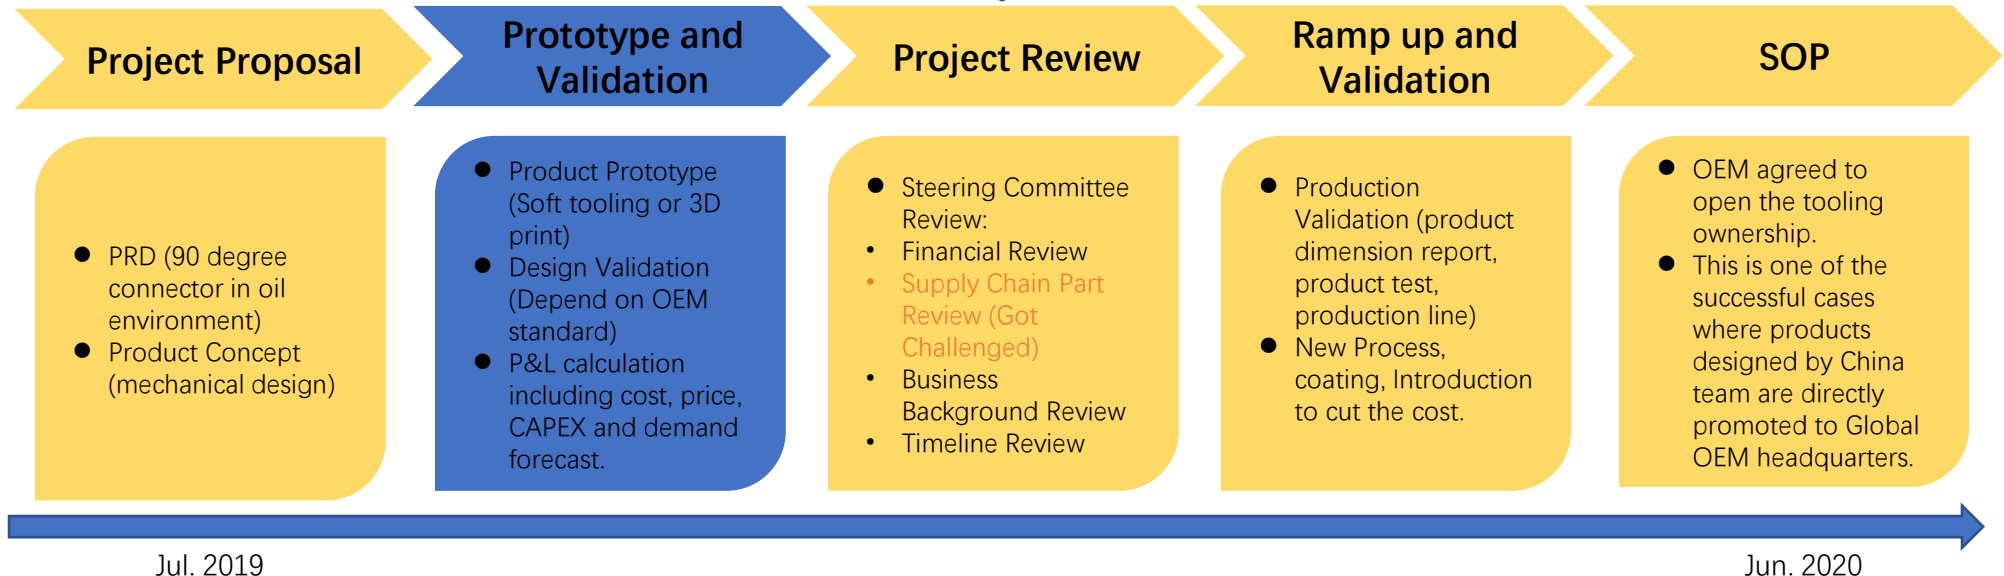 Project Proposal
Prototype and
Validation
Project Review
Ramp up and
Validation
SOP
● PRD (90 degree
connector in oil
environment)
● Product Concept
(mechanical design)
● Product Prototype
(Soft tooling or 3D
print)
● Design Validation
(Depend on OEM
standard)
● P&L calculation
including cost, price,
CAPEX and demand
forecast.
● Steering Committee
Review:
• Financial Review
• Supply Chain Part
Review (Got
Challenged)
• Business
Background Review
• Timeline Review
● Production
Validation (product
dimension report,
product test,
production line)
● New Process,
coating, Introduction
to cut the cost.
● OEM agreed to
open the tooling
ownership.
● This is one of the
successful cases
where products
designed by China
team are directly
promoted to Global
OEM headquarters.
Jul. 2019
Jun. 2020